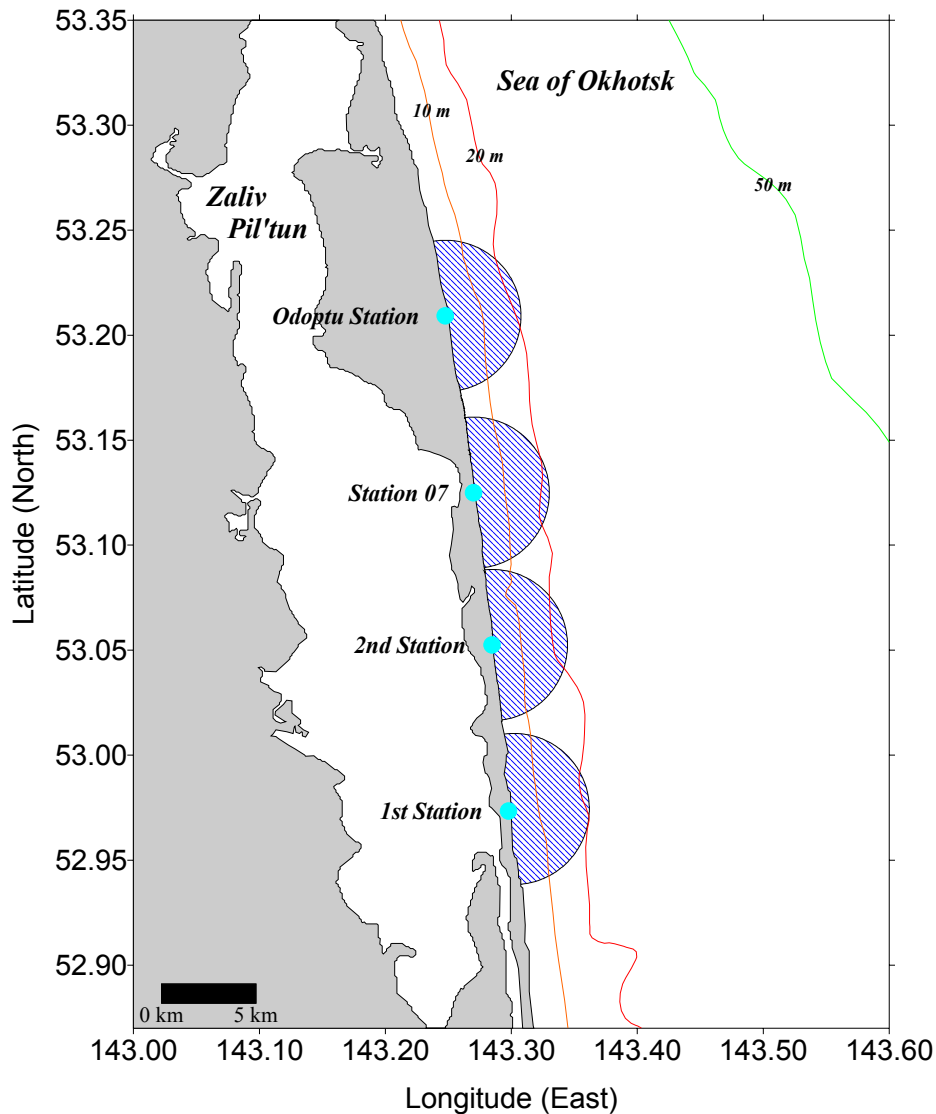 53.35
53.30
53.25
53.20
53.15
53.10
53.05
53.00
52.95
52.90
Latitude (North)
Sea of Okhotsk
10 m
20 m
50 m
Zaliv
Pil'tun
Odoptu Station
Station 07
2nd Station
1st Station
0 km 5 km
143.00 143.10 143.20 143.30 143.40 143.50 143.60
Longitude (East)